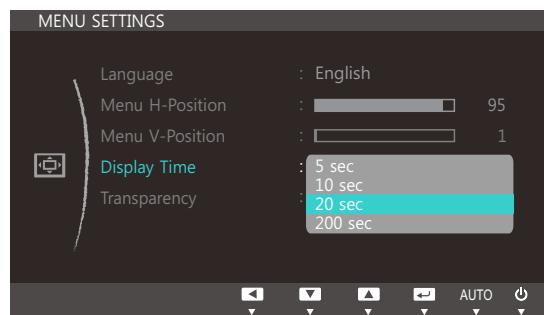 MENU SETTINGS
Language : English
Menu H-Position : 95
Menu V-Position : 1
Display Time : 5 sec
10 sec
20 sec
200 sec
Transparency :
AUTO